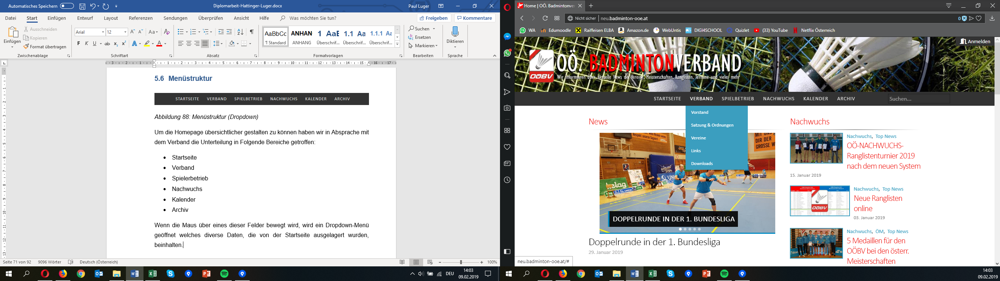 Automatisches Speichern
Diplomarbeit-Hattinger-Luger.docx
Paul Luger
Datei Start Einfügen Entwurf Layout Referenzen Sendungen Überprüfen Ansicht Hilfe Was möchten Sie tun? Freigeben Kommentare
Einfügen
Ausschneiden
Kopieren
Format übertragen
Zwischenablage
Arial 12
Schriftart
Absatz
AaBbCc ANHAN 1 AaE 1.1 Aa 1.1.1 Aa
¶ Standard ANHANG Überschrif... Überschrif... Überschrif...
Formatvorlagen
Suchen
Ersetzen
Markieren
Bearbeiten
Diktieren
Sprache
5.6 Menüstruktur
STARTSEITE VERBAND SPIELBETRIEB NACHWUCHS KALENDER ARCHIV
Abbildung 88: Menüstruktur (Dropdown)
Um die Homepage übersichtlicher gestalten zu können haben wir in Absprache mit
dem Verband die Unterteilung in Folgende Bereiche getroffen:
• Startseite
• Verband
• Spielerbetrieb
• Nachwuchs
• Kalender
• Archiv
Wenn die Maus über eines dieser Felder bewegt wird, wird ein Dropdown-Menü
geöffnet welches diverse Daten, die von der Startseite ausgelagert wurden,
beinhalten.
Seite 71 von 92 9096 Wörter Deutsch (Österreich) 100%
DEU 14:03
09.02.2019
Home | OÖ. Badmintonver
Nicht sicher neu.badminton-ooe.at 0
WA Edumoodle Raiffeisen ELBA Amazon.de WebUntis DIGI4SCHOOL Quizlet (33) YouTube Netflix Österreich
Anmelden
OÖBV
OÖ. BADMINTONVERBAND
Wir informieren über aktuelle News der Vereine, Meisterschaften, Ranglisten, Termine und vieles mehr
STARTSEITE VERBAND SPIELBETRIEB NACHWUCHS KALENDER ARCHIV Suchen...
Vorstand
Satzung & Ordnungen
Vereine
Links
Downloads
News
DOPPELRUNDE IN DER 1. BUNDESLIGA
Doppelrunde in der 1. Bundesliga
29. Januar 2019
Nachwuchs
Nachwuchs, Top News
OÖ-NACHWUCHS-
Ranglistenturnier 2019
nach dem neuen System
15. Januar 2019
OÖBV
Nachwuchs, Top News
Neue Ranglisten
online
03. Januar 2019
Nachwuchs, ÖM, Top News
5 Medaillen für den
OÖBV bei den österr.
Meisterschaften
neu.badminton-ooe.at/#
14:03
09.02.2019